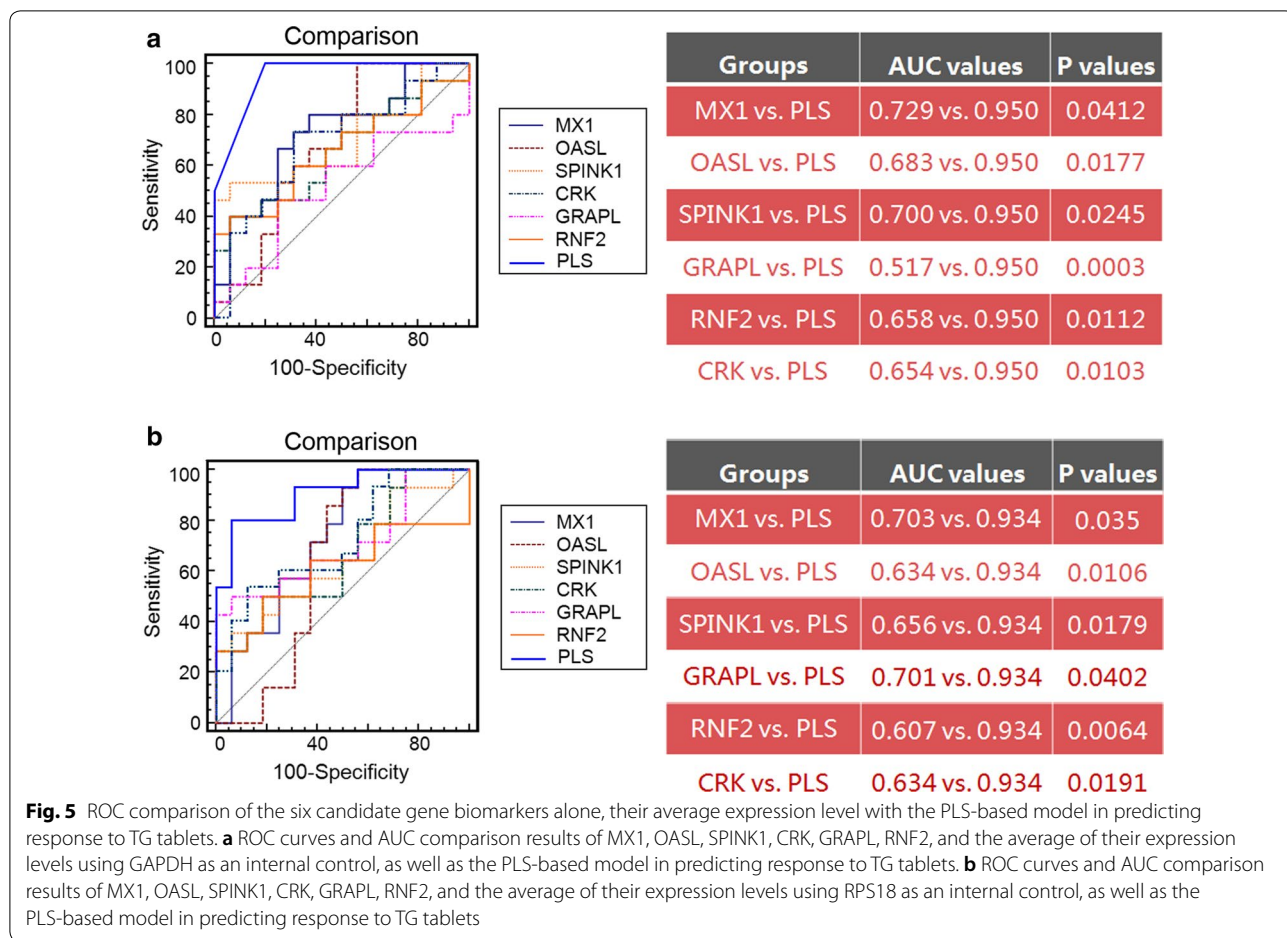 a
Comparison
Sensitivity
100
80
60
40
20
0
0 40 80
100-Specificity
MX1
OASL
SPINK1
CRK
GRAPL
RNF2
PLS
Groups AUC values P values
MX1 vs. PLS 0.729 vs. 0.950 0.0412
OASL vs. PLS 0.683 vs. 0.950 0.0177
SPINK1 vs. PLS 0.700 vs. 0.950 0.0245
GRAPL vs. PLS 0.517 vs. 0.950 0.0003
RNF2 vs. PLS 0.658 vs. 0.950 0.0112
CRK vs. PLS 0.654 vs. 0.950 0.0103
b
Comparison
Sensitivity
100
80
60
40
20
0
0 40 80
100-Specificity
MX1
OASL
SPINK1
CRK
GRAPL
RNF2
PLS
Groups AUC values P values
MX1 vs. PLS 0.703 vs. 0.934 0.035
OASL vs. PLS 0.634 vs. 0.934 0.0106
SPINK1 vs. PLS 0.656 vs. 0.934 0.0179
GRAPL vs. PLS 0.701 vs. 0.934 0.0402
RNF2 vs. PLS 0.607 vs. 0.934 0.0064
CRK vs. PLS 0.634 vs. 0.934 0.0191
Fig. 5 ROC comparison of the six candidate gene biomarkers alone, their average expression level with the PLS-based model in predicting
response to TG tablets. a ROC curves and AUC comparison results of MX1, OASL, SPINK1, CRK, GRAPL, RNF2, and the average of their expression
levels using GAPDH as an internal control, as well as the PLS-based model in predicting response to TG tablets. b ROC curves and AUC comparison
results of MX1, OASL, SPINK1, CRK, GRAPL, RNF2, and the average of their expression levels using RPS18 as an internal control, as well as the
PLS-based model in predicting response to TG tablets